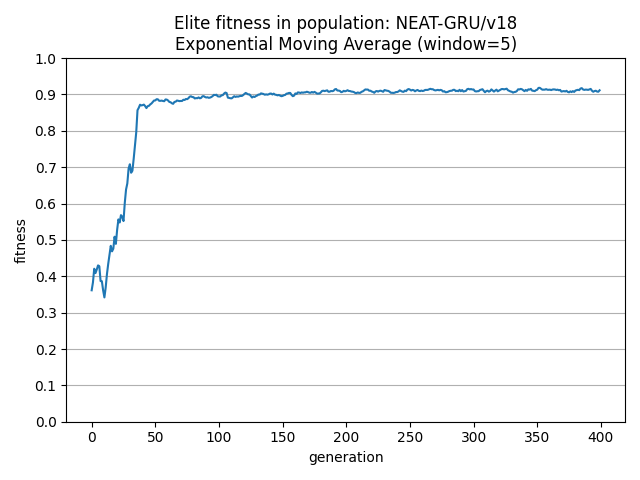 Elite fitness in population: NEAT-GRU/v18
Exponential Moving Average (window=5)
fitness
1.0
0.9
0.8
0.7
0.6
0.5
0.4
0.3
0.2
0.1
0.0
0 50 100 150 200 250 300 350 400
generation